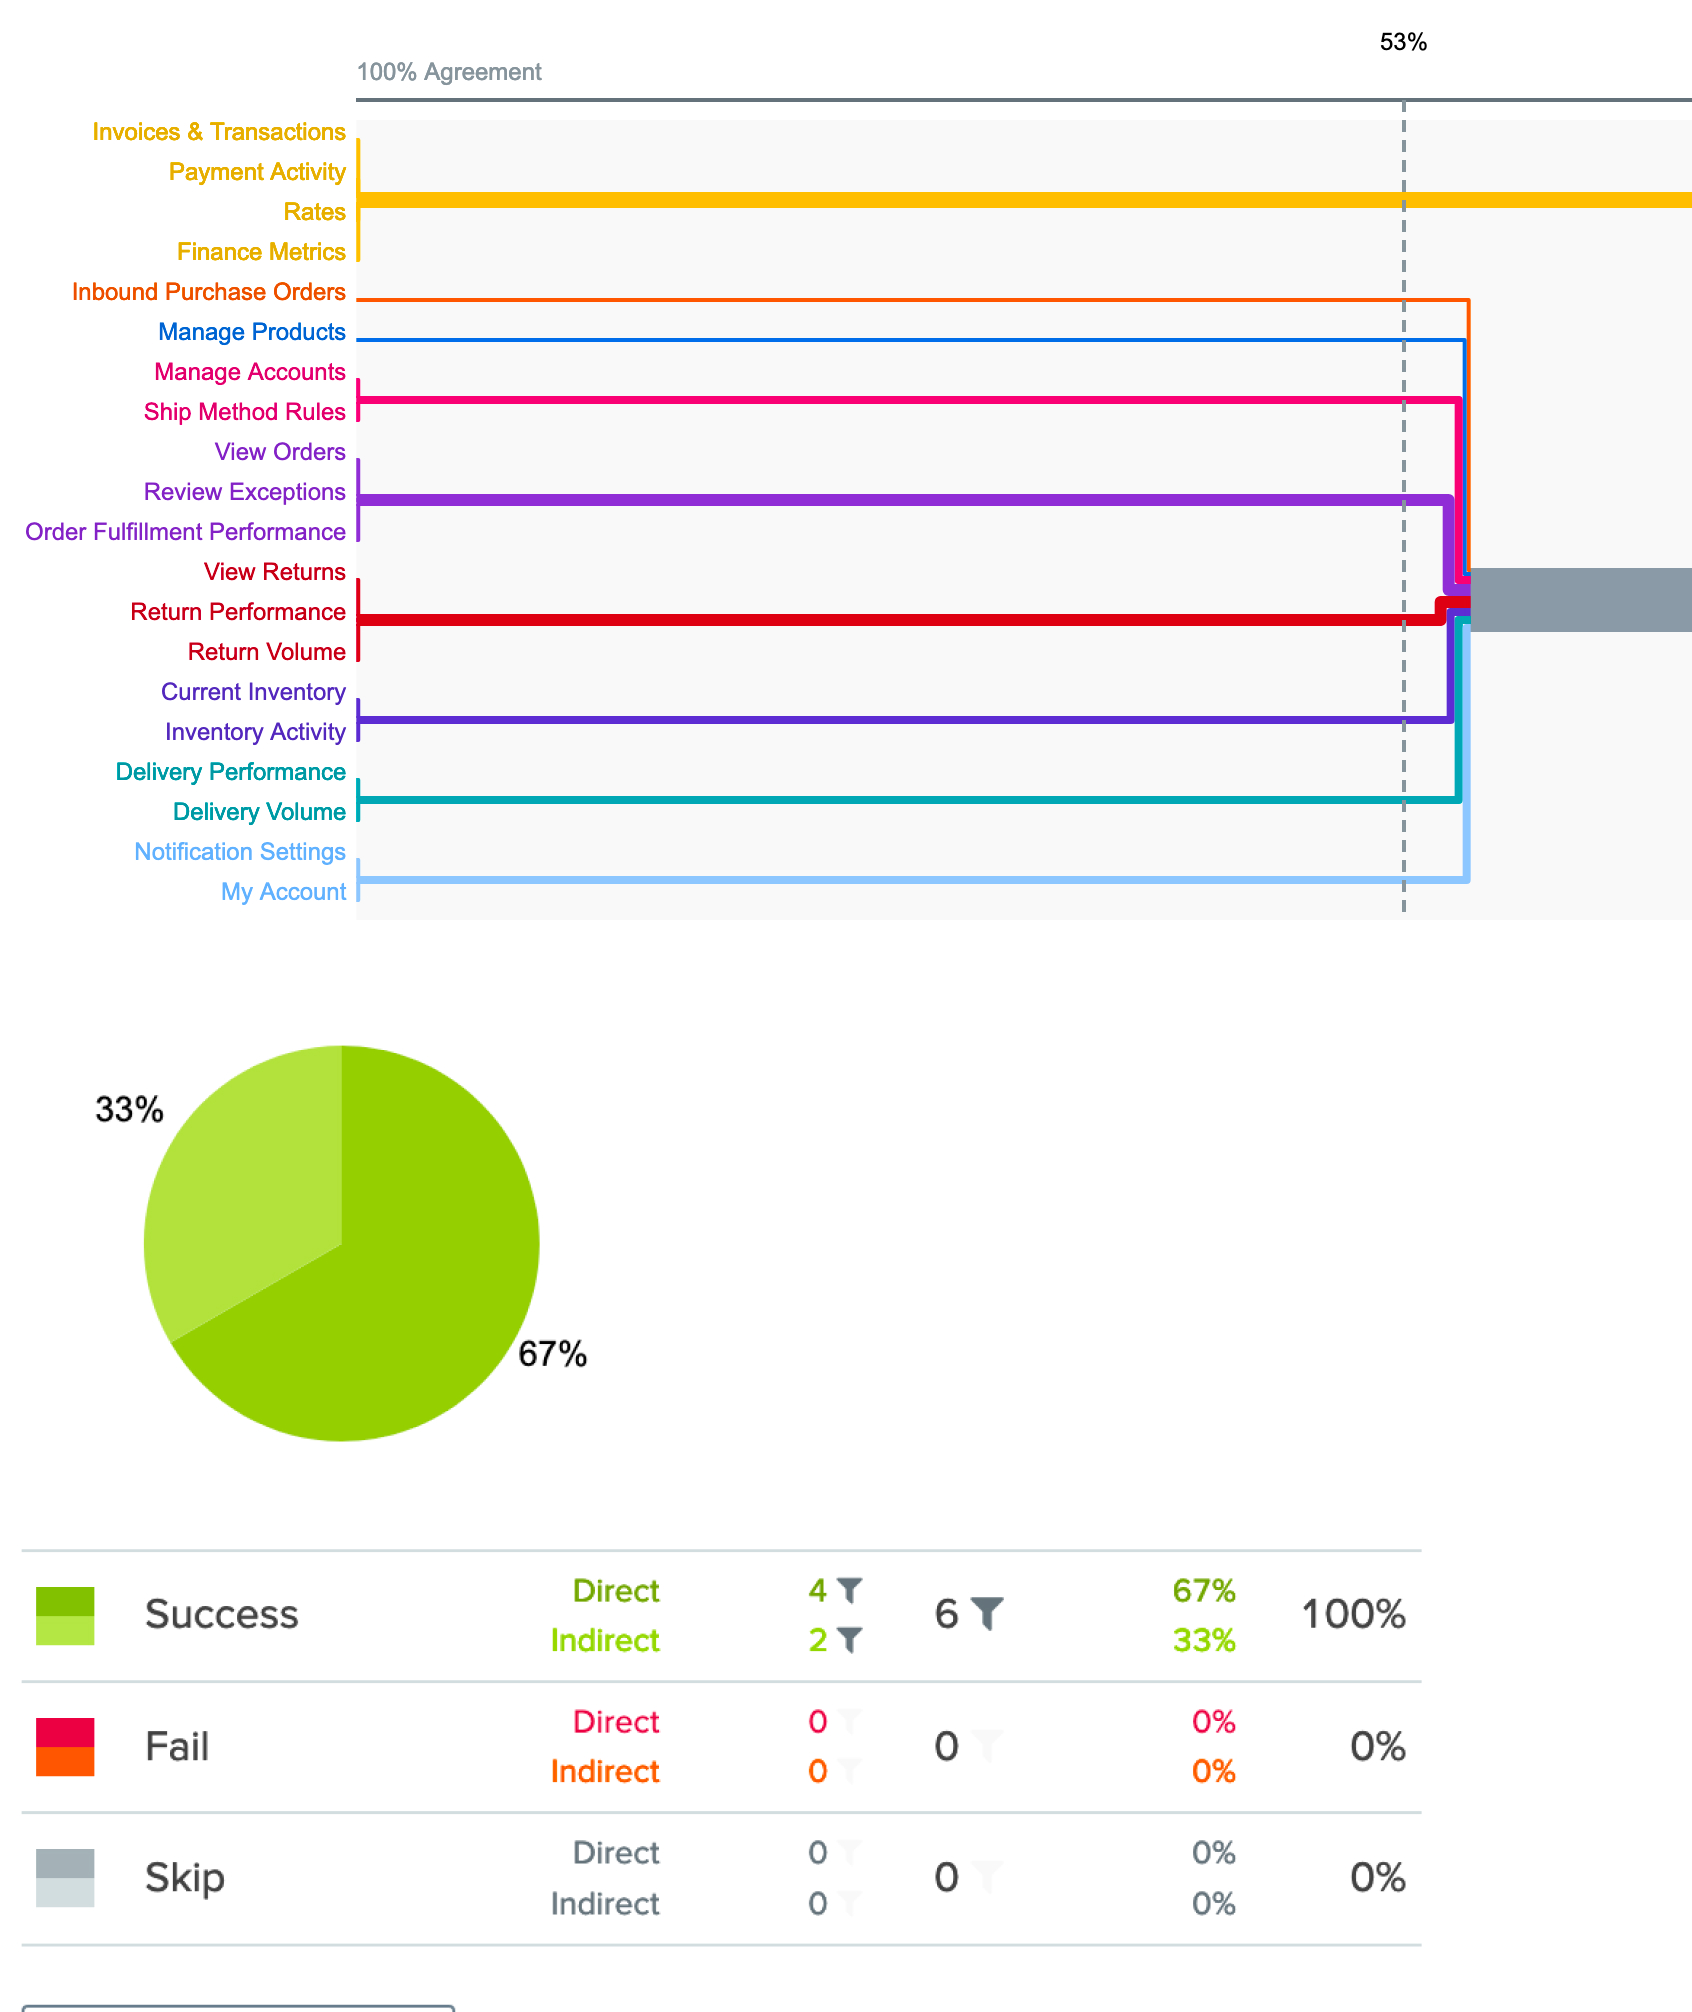 53%
100% Agreement
Invoices & Transactions
Payment Activity
Rates
Finance Metrics
Inbound Purchase Orders
Manage Products
Manage Accounts
Ship Method Rules
View Orders
Review Exceptions
Order Fulfillment Performance
View Returns
Return Performance
Return Volume
Current Inventory
Inventory Activity
Delivery Performance
Delivery Volume
Notification Settings
My Account
33%
67%
Success Direct 4 6 67% 100%
Indirect 2 33%
Fail Direct 0 0 0% 0%
Indirect 0 0%
Skip Direct 0 0 0% 0%
Indirect 0 0%